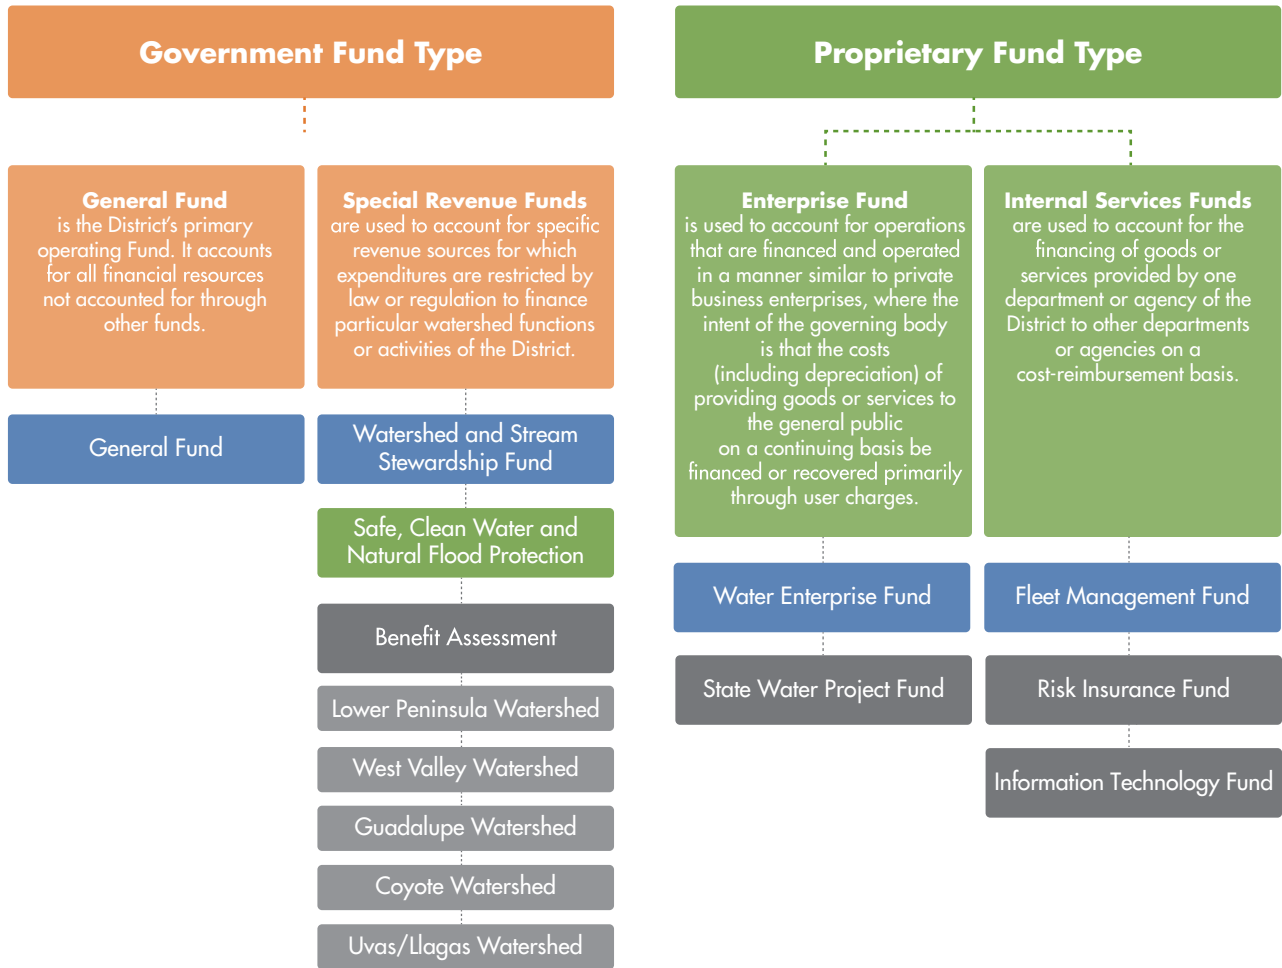 Government Fund Type
General Fund
is the District's primary
operating Fund. It accounts
for all financial resources
not accounted for through
other funds.
General Fund
Special Revenue Funds
are used to account for specific
revenue sources for which
expenditures are restricted by
law or regulation to finance
particular watershed functions
or activities of the District.
Watershed and Stream
Stewardship Fund
Safe, Clean Water and
Natural Flood Protection
Benefit Assessment
Lower Peninsula Watershed
West Valley Watershed
Guadalupe Watershed
Coyote Watershed
Uvas/Llagas Watershed
Proprietary Fund Type
Enterprise Fund
is used to account for operations
that are financed and operated
in a manner similar to private
business enterprises, where the
intent of the governing body
is that the costs
(including depreciation) of
providing goods or services to
the general public
on a continuing basis be
financed or recovered primarily
through user charges.
Water Enterprise Fund
State Water Project Fund
Internal Services Funds
are used to account for the
financing of goods or
services provided by one
department or agency of the
District to other departments
or agencies on a
cost-reimbursement basis.
Fleet Management Fund
Risk Insurance Fund
Information Technology Fund